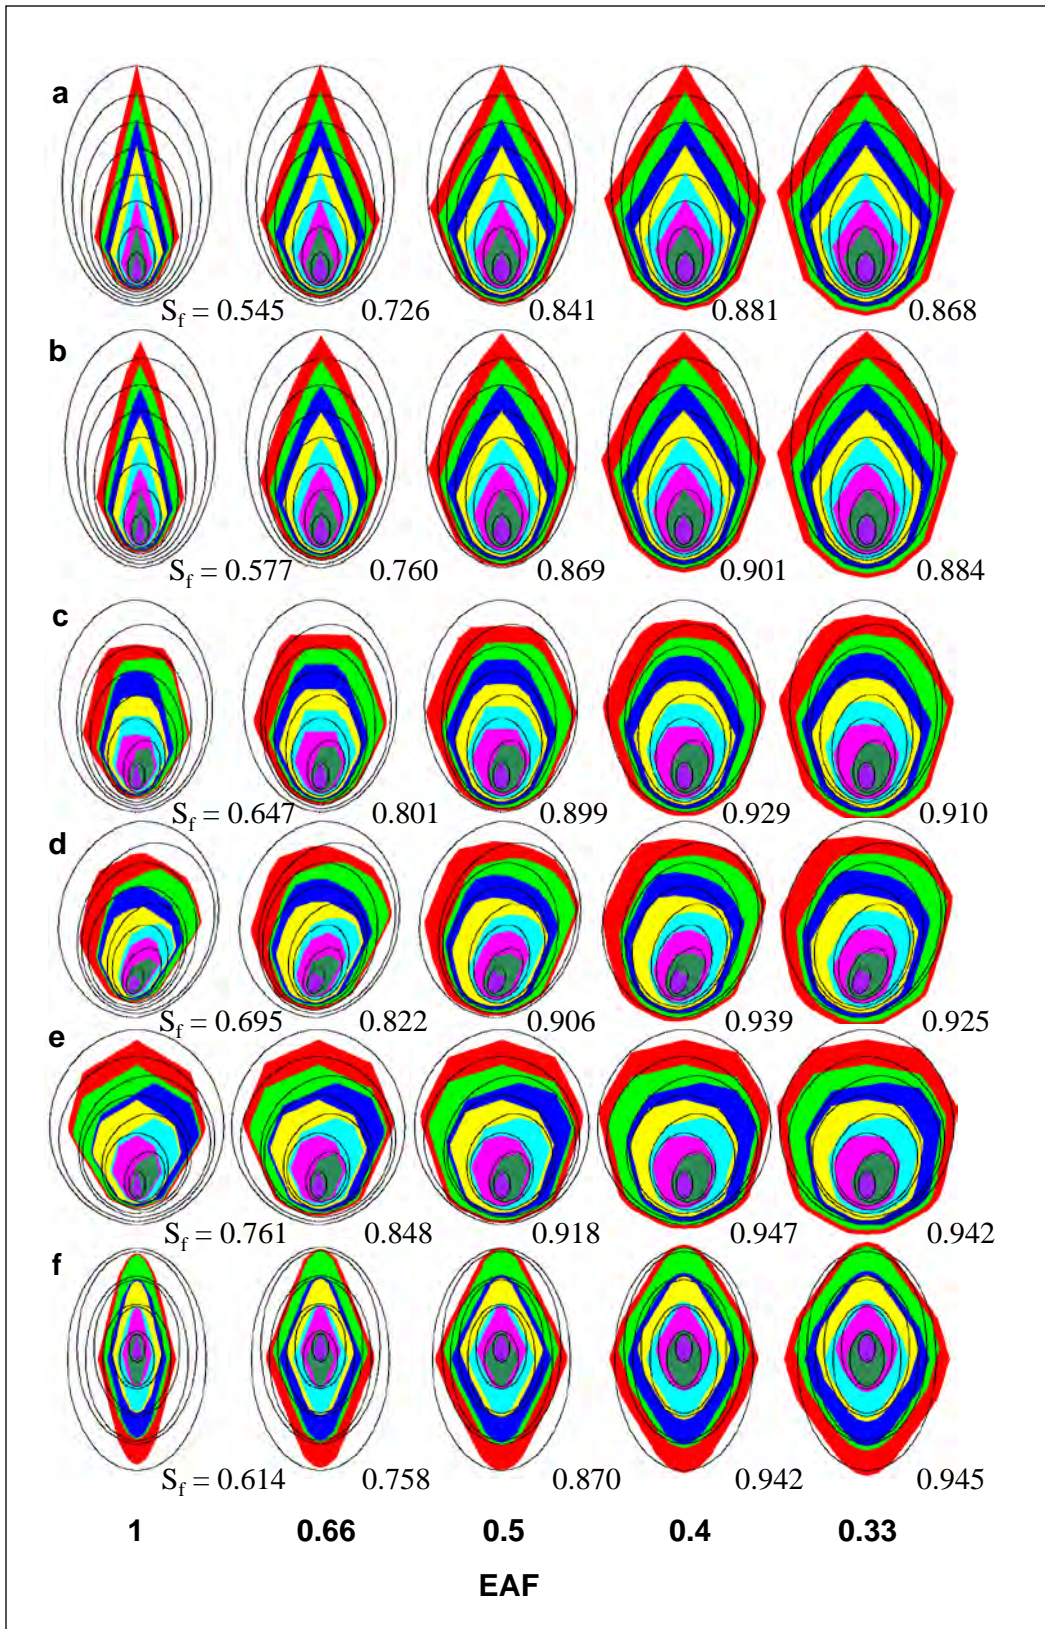 a
S_f = 0.545 0.726 0.841 0.881 0.868
b
S_f = 0.577 0.760 0.869 0.901 0.884
c
S_f = 0.647 0.801 0.899 0.929 0.910
d
S_f = 0.695 0.822 0.906 0.939 0.925
e
S_f = 0.761 0.848 0.918 0.947 0.942
f
S_f = 0.614 0.758 0.870 0.942 0.945
1 0.66 0.5 0.4 0.33
EAF